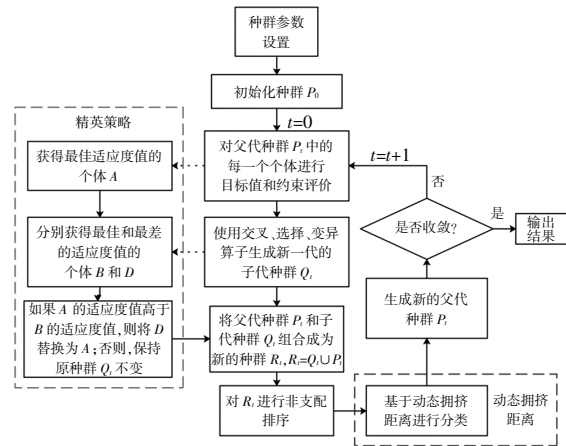 种群参数
设置
初始化种群 P₀
t=0
精英策略
获得最佳适应度值的
个体 A
分别获得最佳和最差
的适应度值的
个体 B 和 D
如果 A 的适应度值高于
B 的适应度值,则将 D
替换为 A;否则,保持
原种群 Qₜ 不变
对父代种群 Pₜ 中的
每一个个体进行
目标值和约束评价
使用交叉、选择、变异
算子生成新一代的
子代种群 Qₜ
将父代种群 Pₜ 和子
代种群 Qₜ 组合成为
新的种群 Rₜ,Rₜ=Qₜ∪Pₜ
对 Rₜ 进行非支配
排序
基于动态拥挤
距离进行分类
动态拥挤
距离
生成新的父代
种群 Pₜ
是否收敛?
否
t=t+1
是
输出
结果